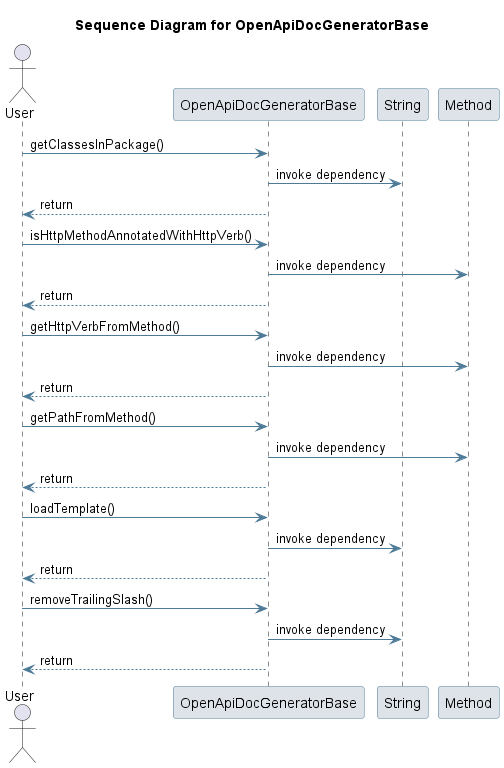 Sequence Diagram for OpenApiDocGeneratorBase
User
OpenApiDocGeneratorBase
String
Method
getClassesInPackage()
invoke dependency
return
isHttpMethodAnnotatedWithHttpVerb()
invoke dependency
return
getHttpVerbFromMethod()
invoke dependency
return
getPathFromMethod()
invoke dependency
return
loadTemplate()
invoke dependency
return
removeTrailingSlash()
invoke dependency
return
User
OpenApiDocGeneratorBase
String
Method